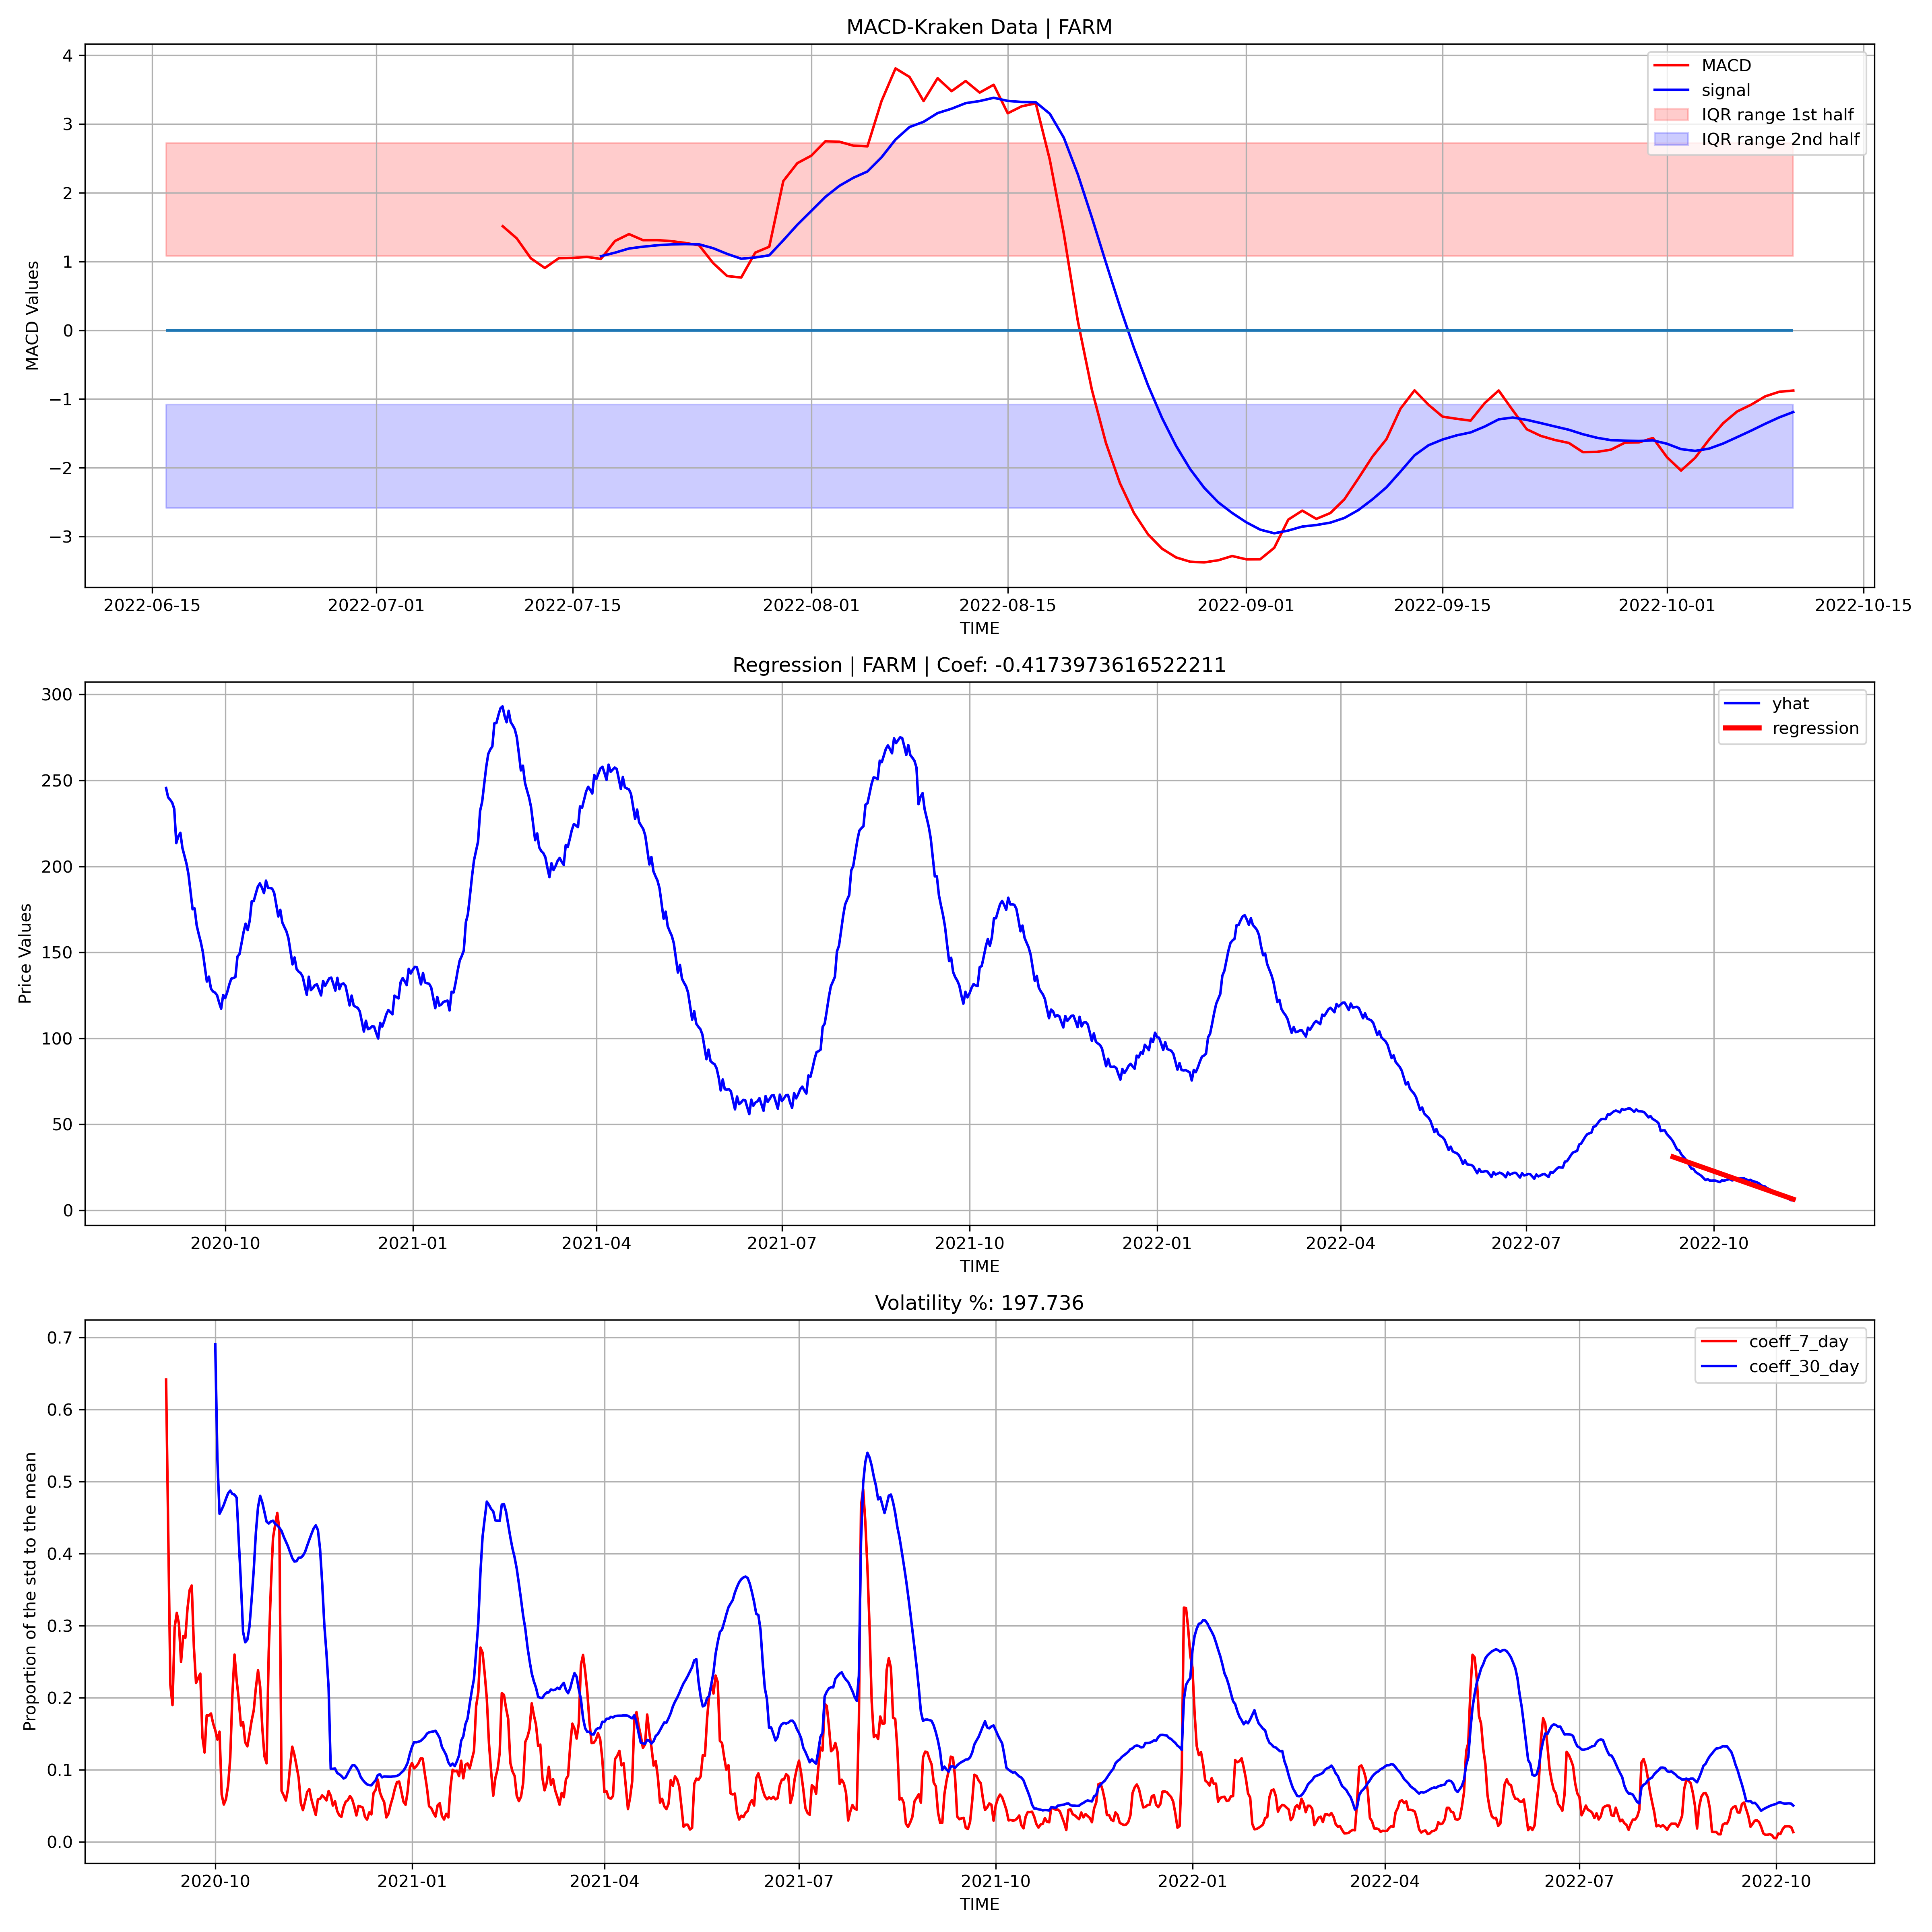 MACD-Kraken Data | FARM
MACD Values
4
3
2
1
0
−1
−2
−3
MACD
signal
IQR range 1st half
IQR range 2nd half
2022-06-15 2022-07-01 2022-07-15 2022-08-01 2022-08-15 2022-09-01 2022-09-15 2022-10-01 2022-10-15
TIME
Regression | FARM | Coef: -0.4173973616522211
Price Values
300
250
200
150
100
50
0
yhat
regression
2020-10 2021-01 2021-04 2021-07 2021-10 2022-01 2022-04 2022-07 2022-10
TIME
Volatility %: 197.736
Proportion of the std to the mean
0.7
0.6
0.5
0.4
0.3
0.2
0.1
0.0
coeff_7_day
coeff_30_day
2020-10 2021-01 2021-04 2021-07 2021-10 2022-01 2022-04 2022-07 2022-10
TIME